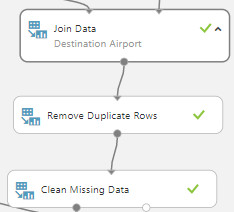 Join Data
Destination Airport
Remove Duplicate Rows
Clean Missing Data